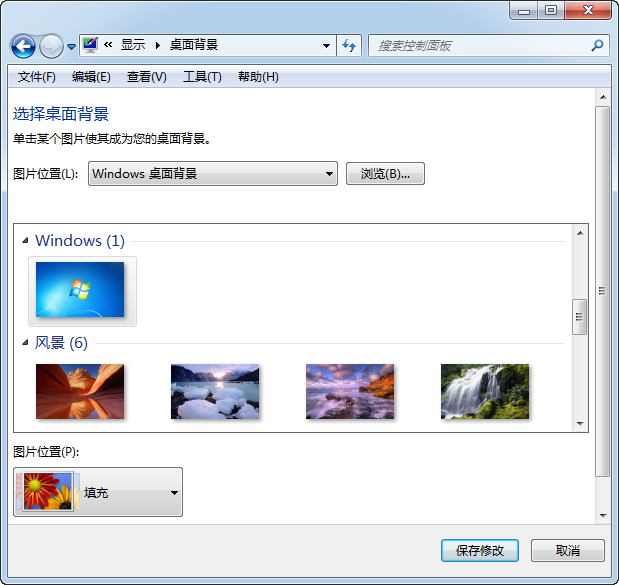 « 显示 桌面背景 搜索控制面板
文件(F) 编辑(E) 查看(V) 工具(T) 帮助(H)
选择桌面背景
单击某个图片使其成为您的桌面背景。
图片位置(L): Windows 桌面背景 浏览(B)...
Windows (1)
风景 (6)
图片位置(P):
填充
保存修改 取消